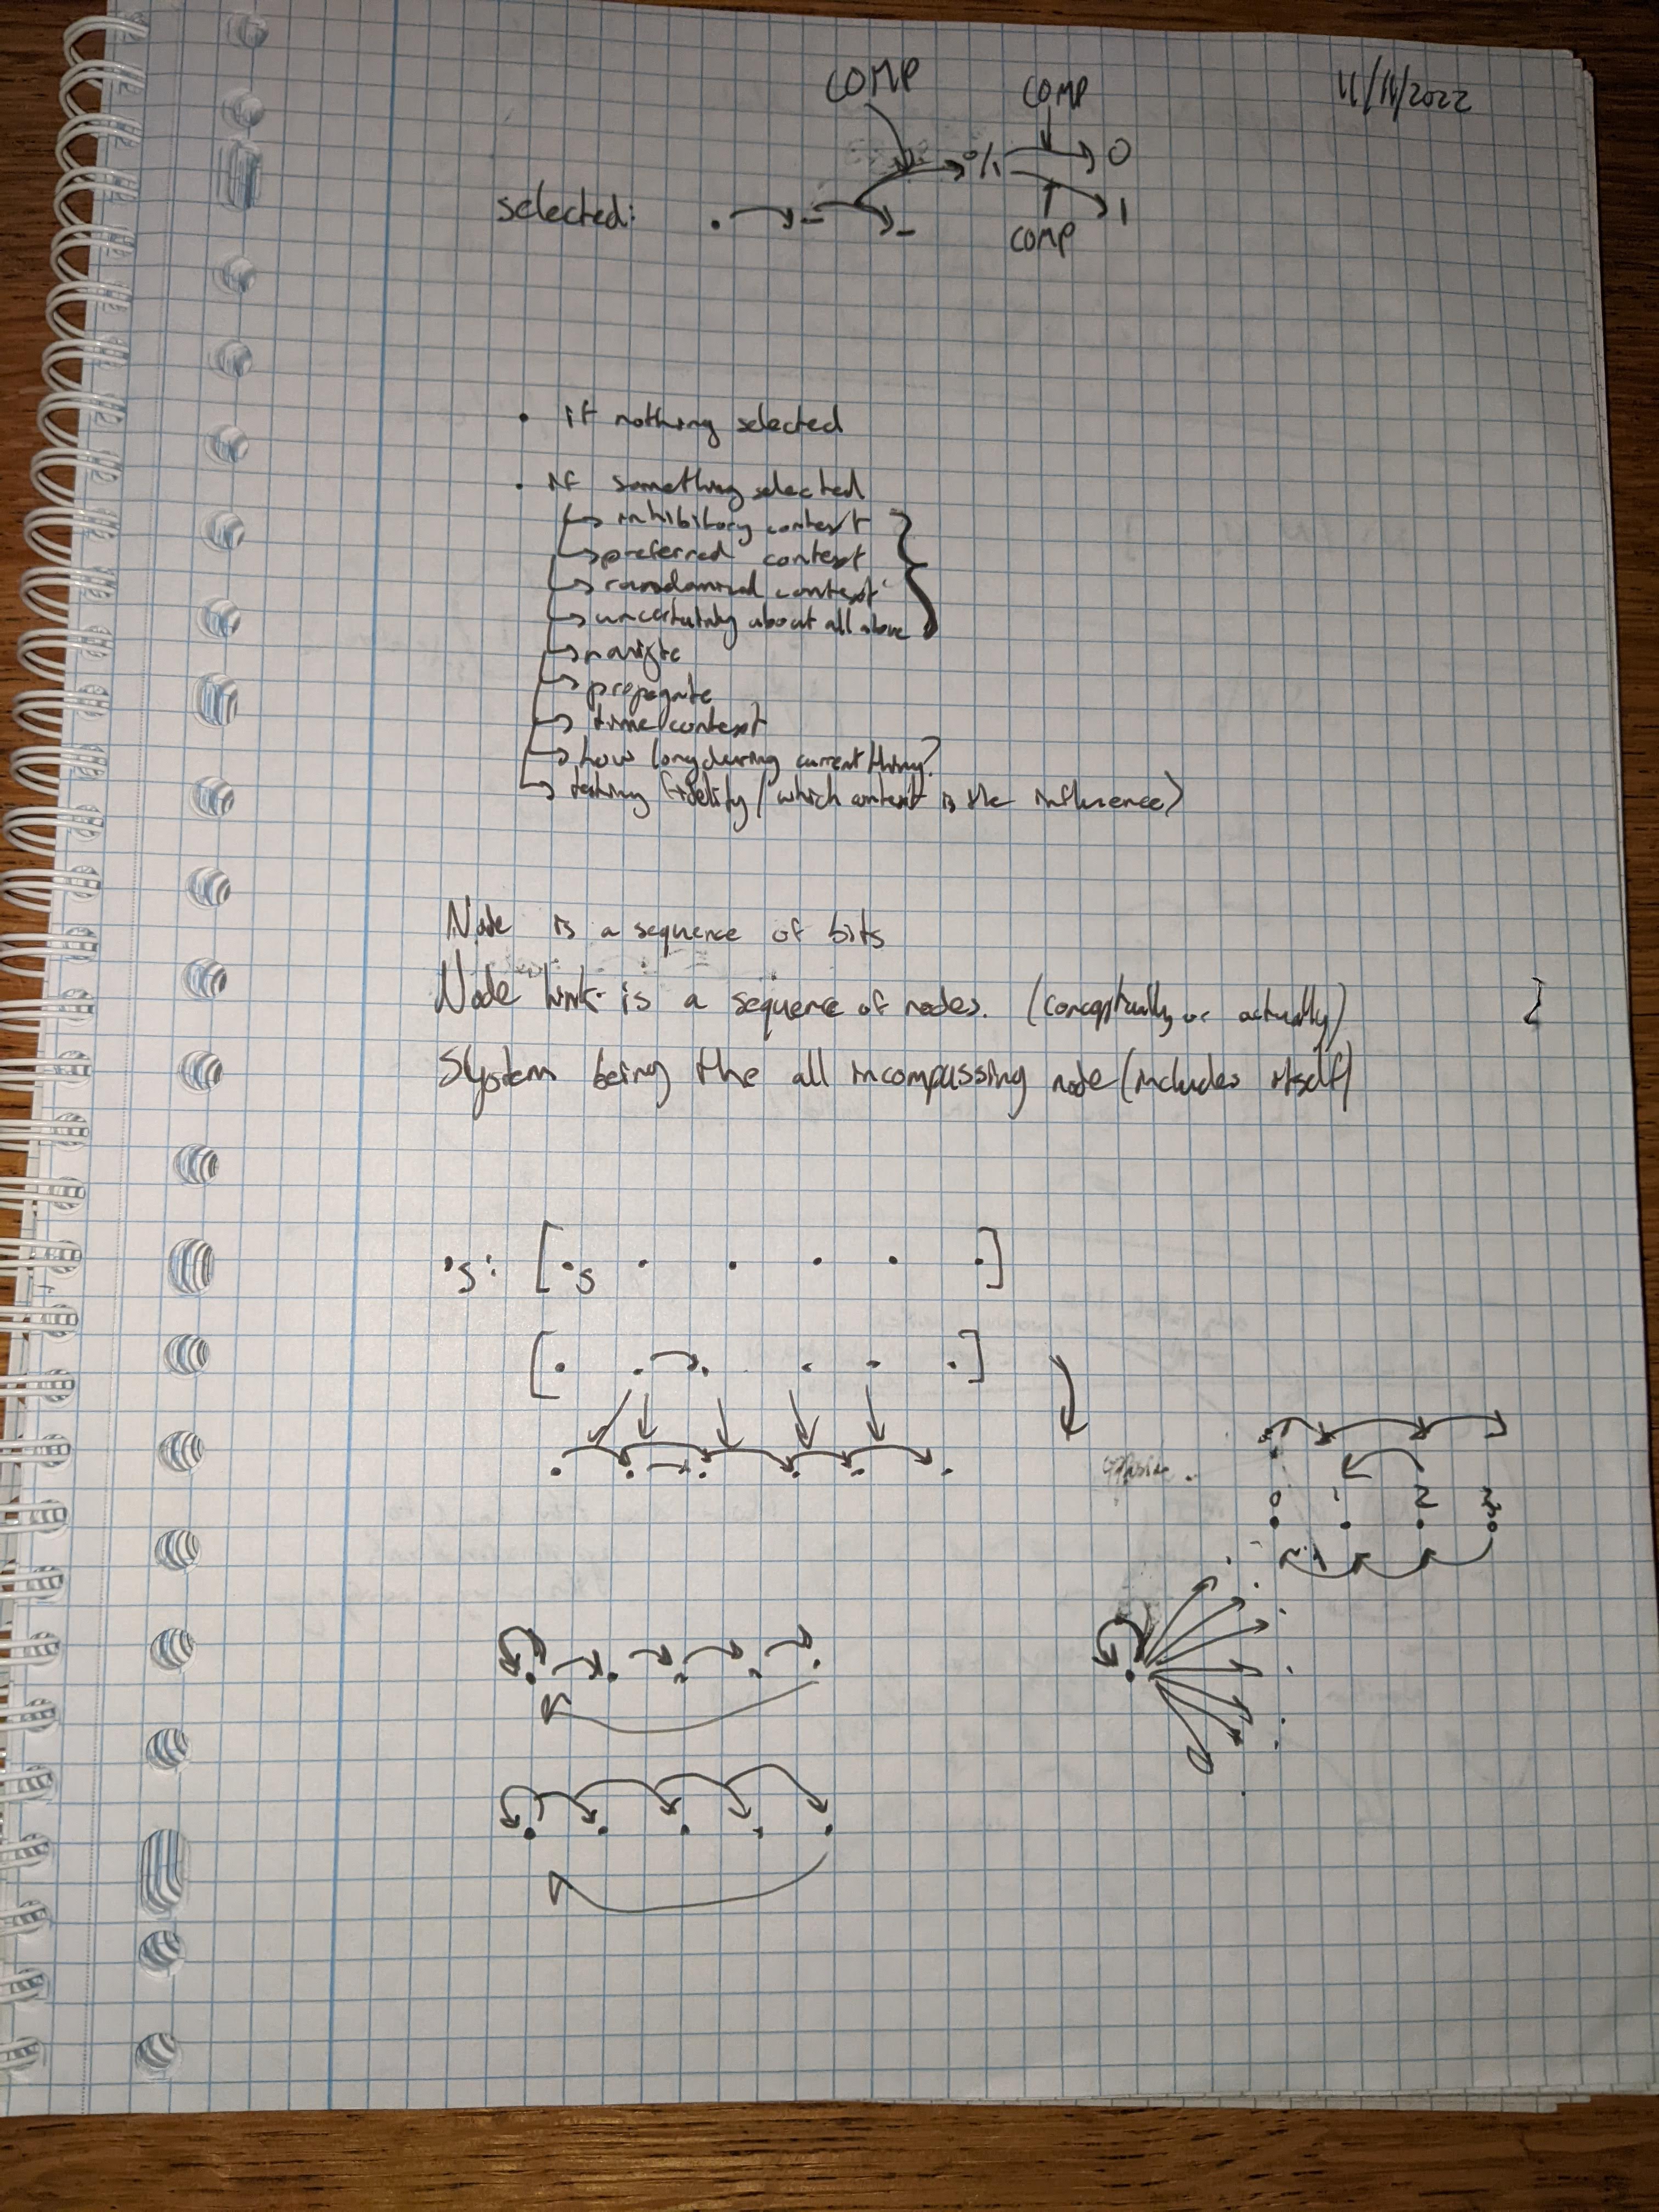 11/11/2022
COMP
COMP
0/1
0
selected: . - -
1
COMP
• if nothing selected
• if something selected
inhibitory context
preferred context
randomized context
uncertainty about all above
navigate
propagate
time context
how long during current thing?
testing fidelity (which context is the influence)
Node is a sequence of bits
Node link is a sequence of nodes. (conceptually or actually)
System being the all incompassing node (includes itself)
•s: [•s • • • • •]
[• • • • • •]
0 1 2 3